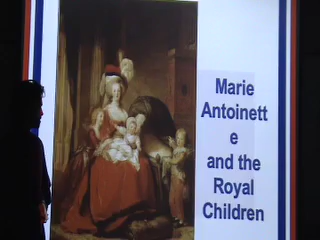 Marie
Antoinett
e
and the
Royal
Children